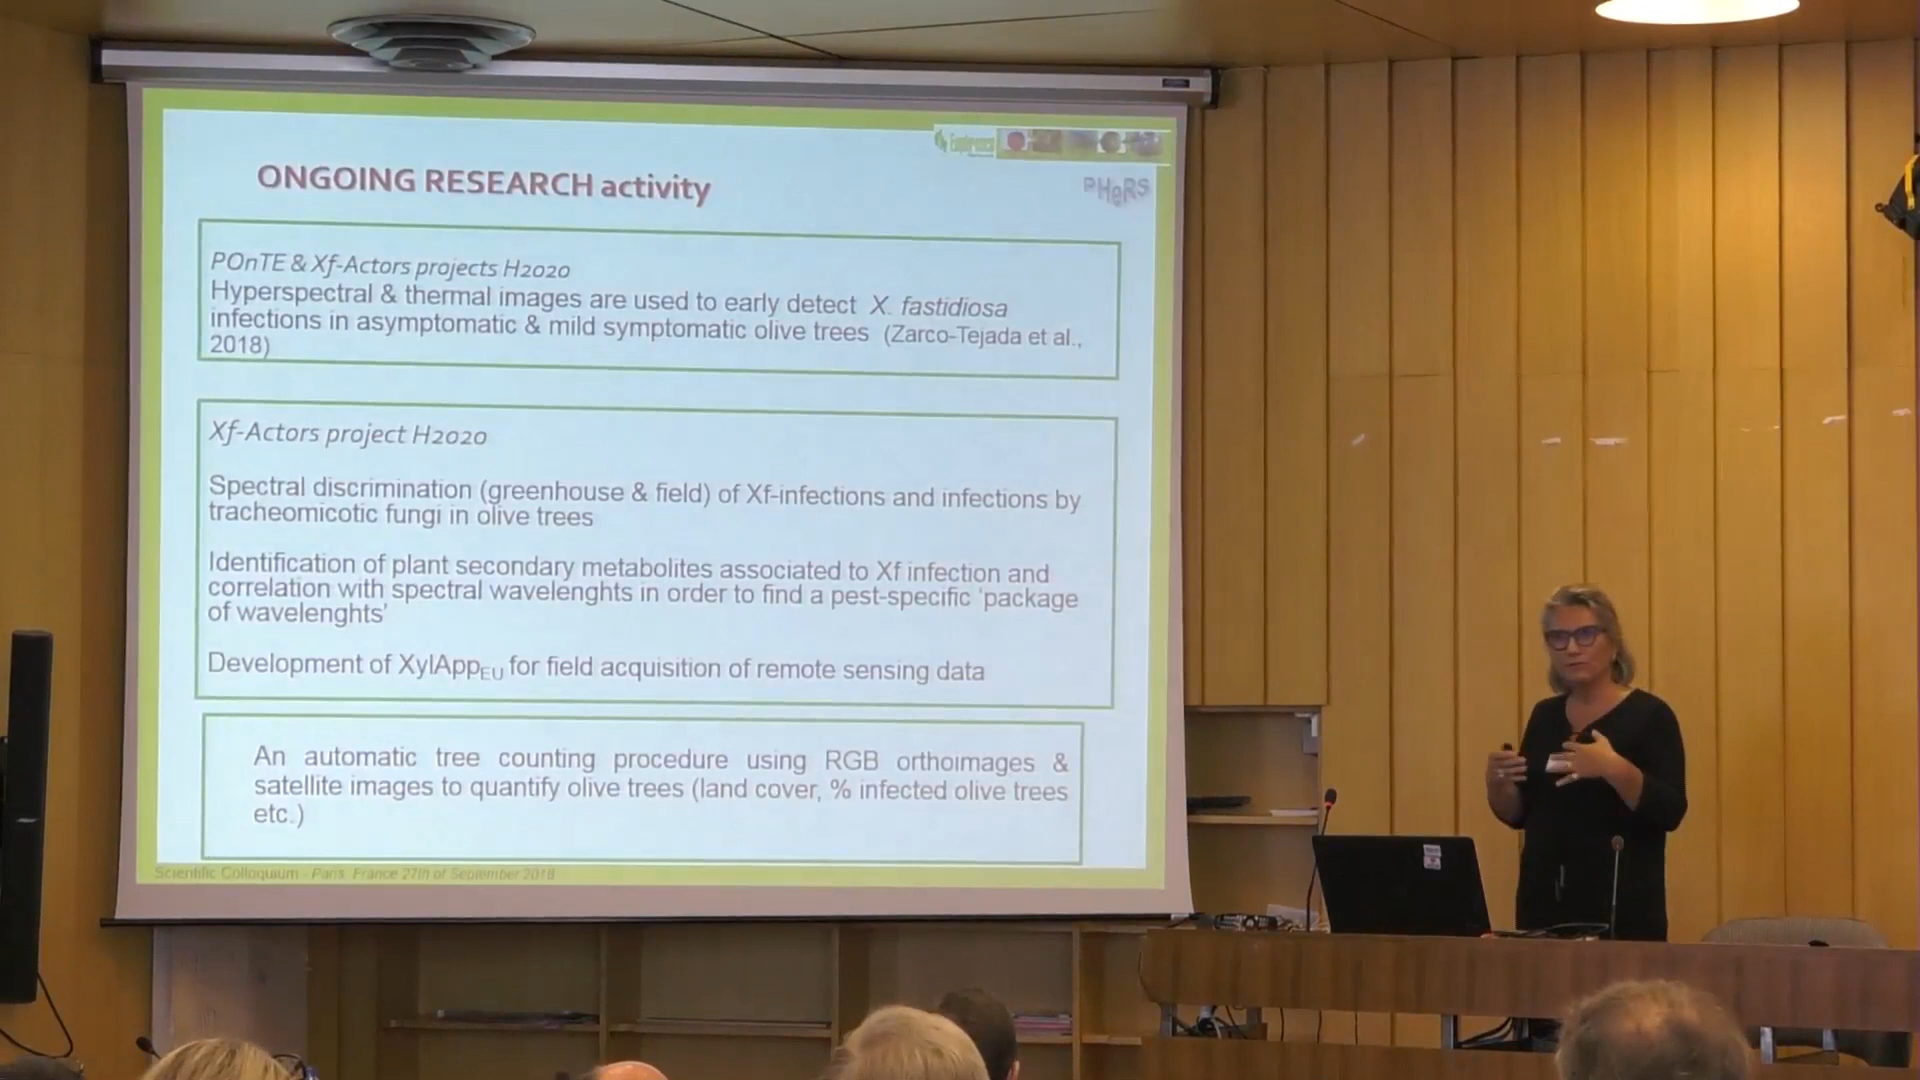 Euphresco
PHeRS
ONGOING RESEARCH activity
POnTE & Xf-Actors projects H2020
Hyperspectral & thermal images are used to early detect X. fastidiosa
infections in asymptomatic & mild symptomatic olive trees (Zarco-Tejada et al.,
2018)
Xf-Actors project H2020
Spectral discrimination (greenhouse & field) of Xf-infections and infections by
tracheomicotic fungi in olive trees
Identification of plant secondary metabolites associated to Xf infection and
correlation with spectral wavelenghts in order to find a pest-specific 'package
of wavelenghts'
Development of XylAppEU for field acquisition of remote sensing data
An automatic tree counting procedure using RGB orthoimages &
satellite images to quantify olive trees (land cover, % infected olive trees
etc.)
Scientific Colloquium - Paris, France 27th of September 2018